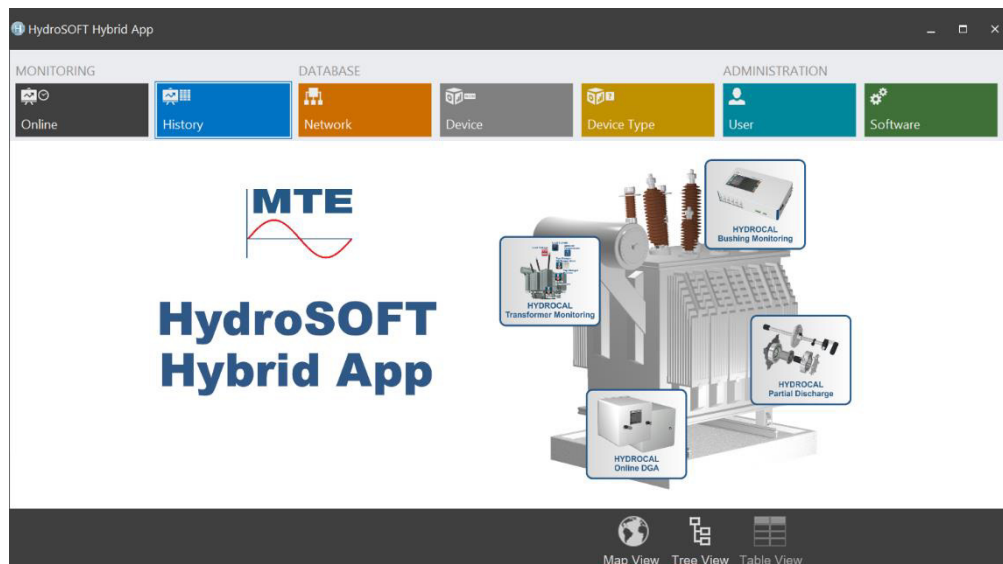 HydroSOFT Hybrid App
MONITORING
DATABASE
ADMINISTRATION
Online
History
Network
Device
Device Type
User
Software
MTE
HydroSOFT
Hybrid App
HYDROCAL
Bushing Monitoring
HYDROCAL
Transformer Monitoring
HYDROCAL
Partial Discharge
HYDROCAL
Online DGA
Map View
Tree View
Table View